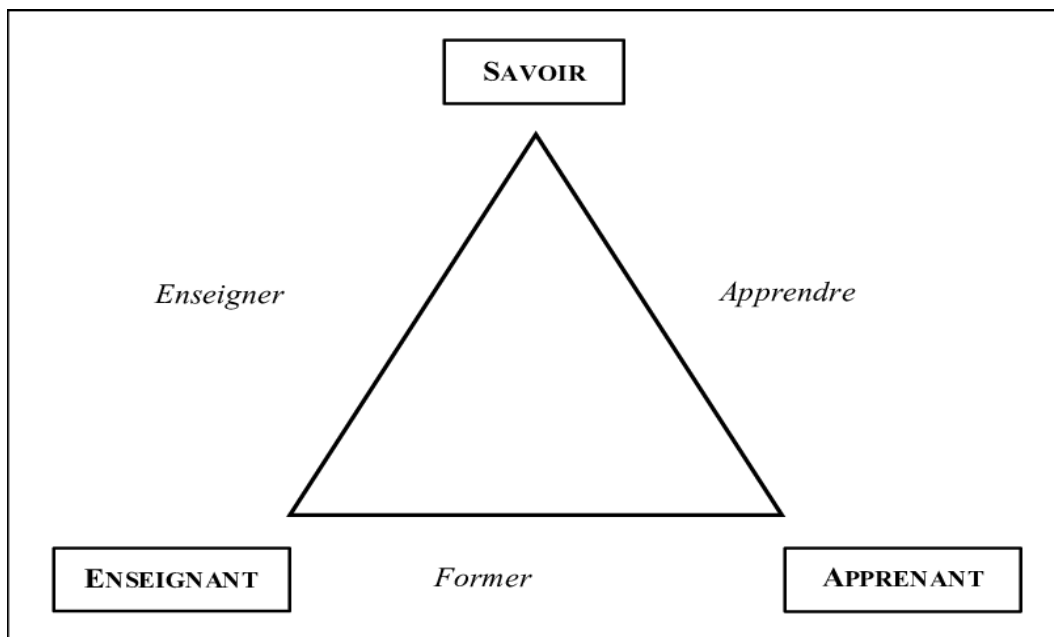 SAVOIR
Enseigner
Apprendre
ENSEIGNANT
Former
APPRENANT